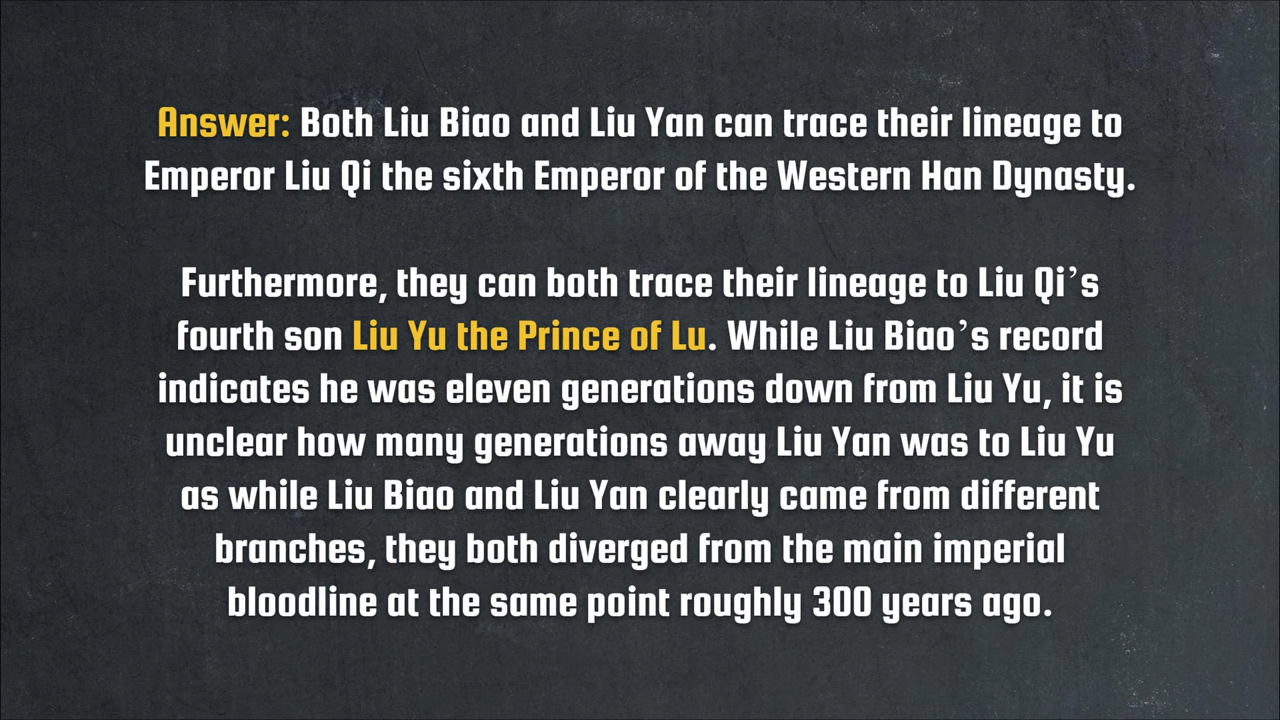 Answer: Both Liu Biao and Liu Yan can trace their lineage to
Emperor Liu Qi the sixth Emperor of the Western Han Dynasty.
Furthermore, they can both trace their lineage to Liu Qi’s
fourth son Liu Yu the Prince of Lu. While Liu Biao’s record
indicates he was eleven generations down from Liu Yu, it is
unclear how many generations away Liu Yan was to Liu Yu
as while Liu Biao and Liu Yan clearly came from different
branches, they both diverged from the main imperial
bloodline at the same point roughly 300 years ago.